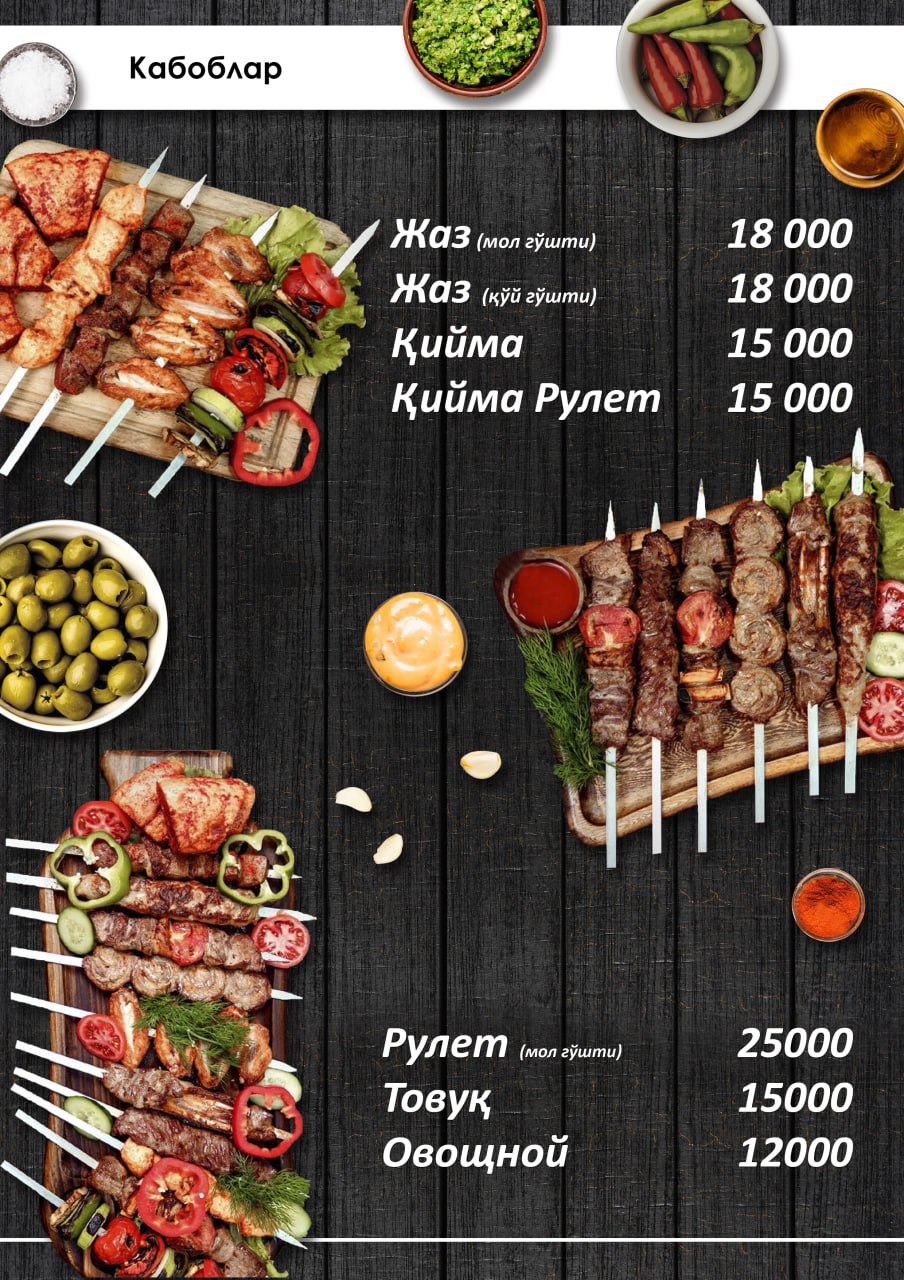 Кабоблар
Жаз (мол гўшти) 18 000
Жаз (қўй гўшти) 18 000
Қийма 15 000
Қийма Рулет 15 000
Рулет (мол гўшти) 25000
Товуқ 15000
Овощной 12000